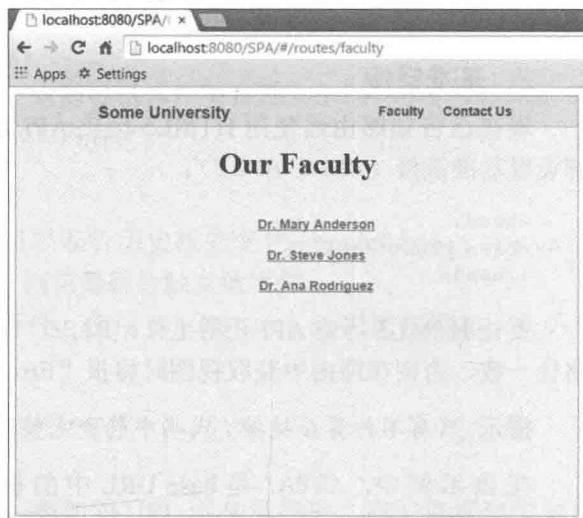 localhost:8080/SPA/
localhost:8080/SPA/#/routes/faculty
Apps Settings
Some University Faculty Contact Us
Our Faculty
Dr. Mary Anderson
Dr. Steve Jones
Dr. Ana Rodriguez